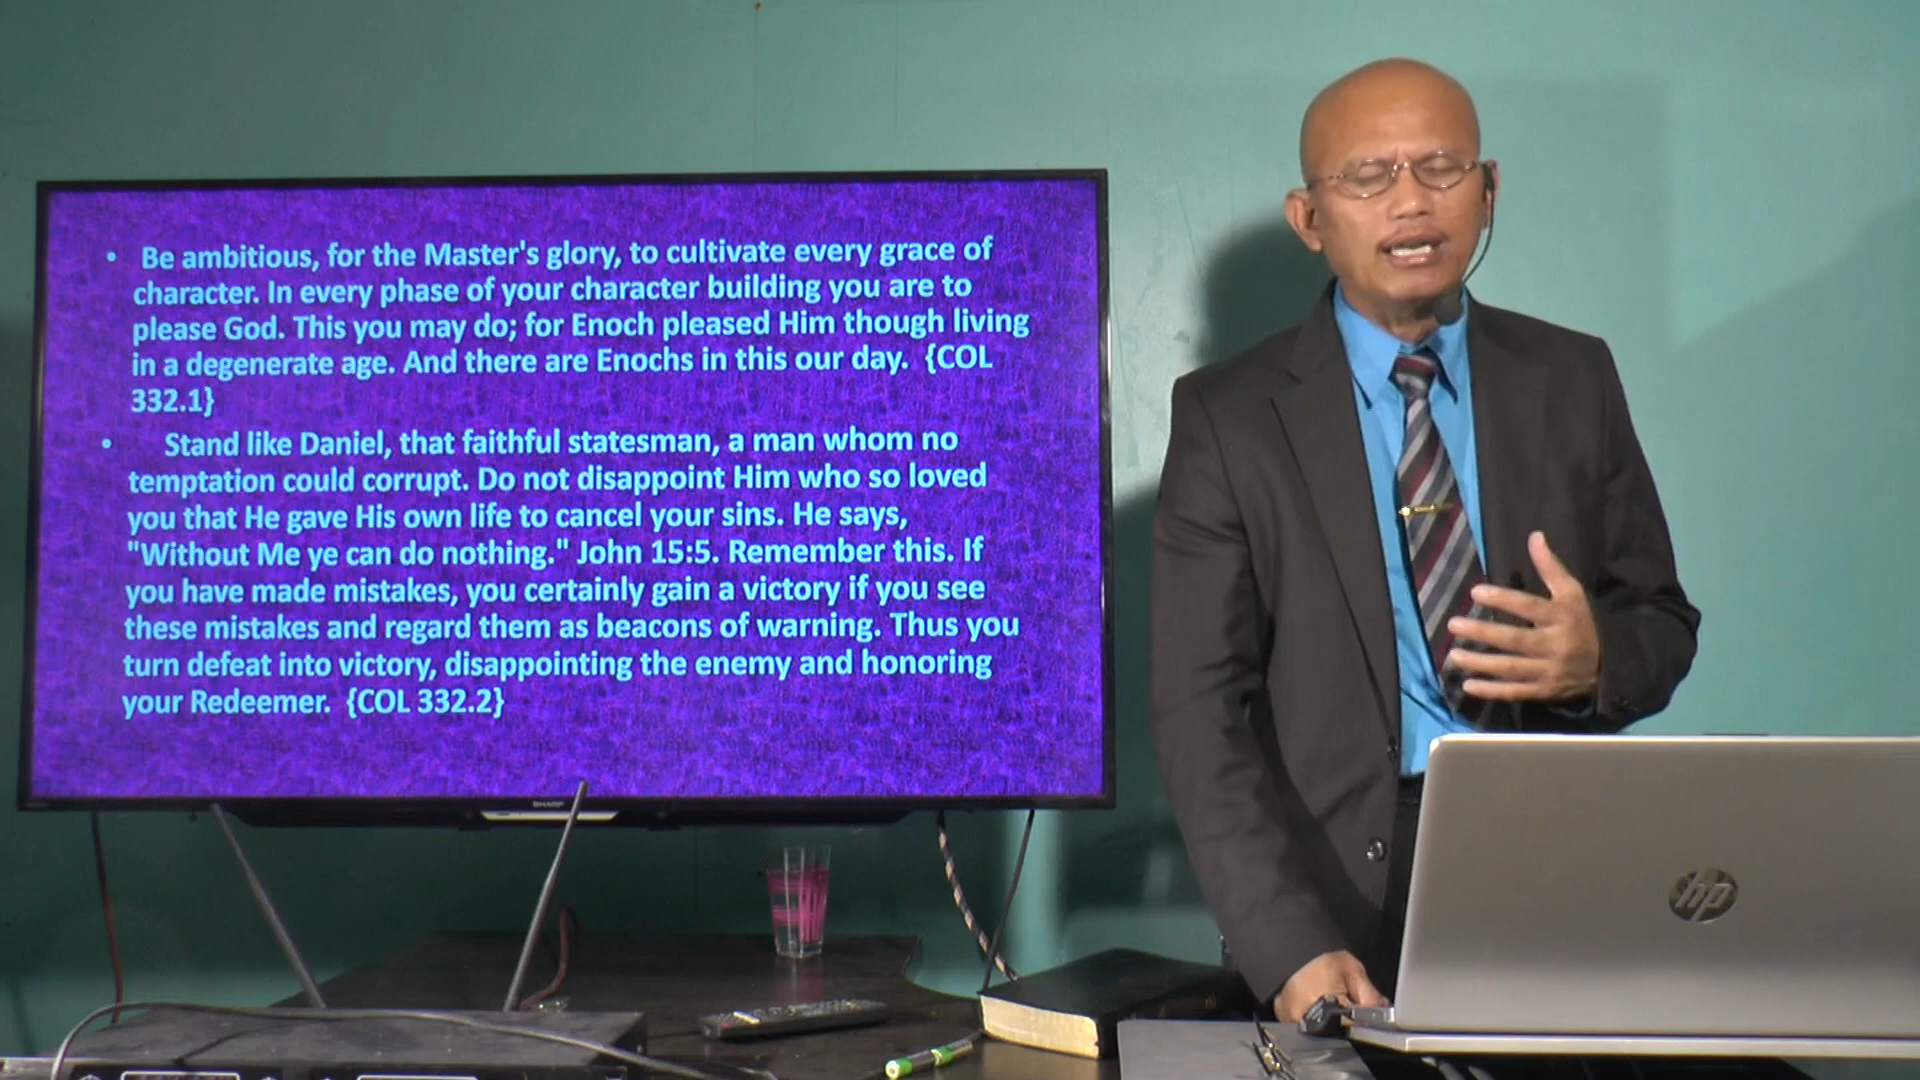 • Be ambitious, for the Master's glory, to cultivate every grace of
character. In every phase of your character building you are to
please God. This you may do; for Enoch pleased Him though living
in a degenerate age. And there are Enochs in this our day. {COL
332.1}
• Stand like Daniel, that faithful statesman, a man whom no
temptation could corrupt. Do not disappoint Him who so loved
you that He gave His own life to cancel your sins. He says,
"Without Me ye can do nothing." John 15:5. Remember this. If
you have made mistakes, you certainly gain a victory if you see
these mistakes and regard them as beacons of warning. Thus you
turn defeat into victory, disappointing the enemy and honoring
your Redeemer. {COL 332.2}
SHARP
hp